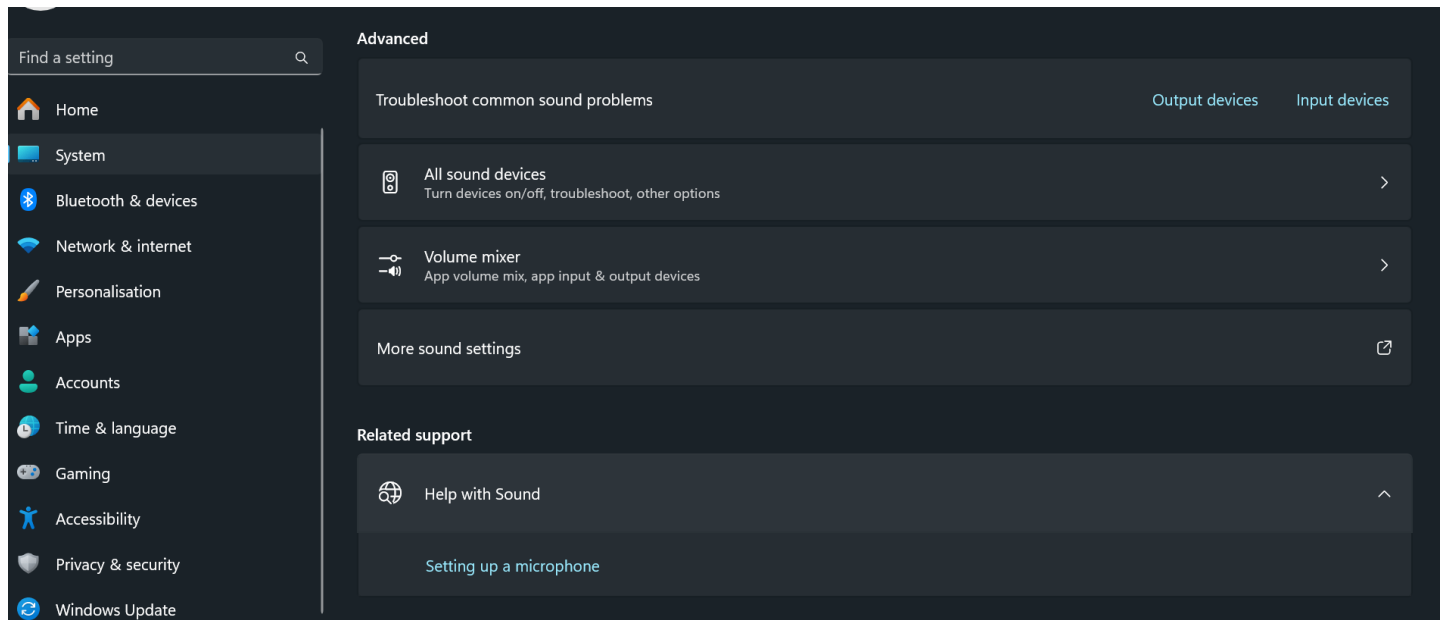 Find a setting
Home
System
Bluetooth & devices
Network & internet
Personalisation
Apps
Accounts
Time & language
Gaming
Accessibility
Privacy & security
Windows Update
Advanced
Troubleshoot common sound problems
Output devices
Input devices
All sound devices
Turn devices on/off, troubleshoot, other options
Volume mixer
App volume mix, app input & output devices
More sound settings
Related support
Help with Sound
Setting up a microphone